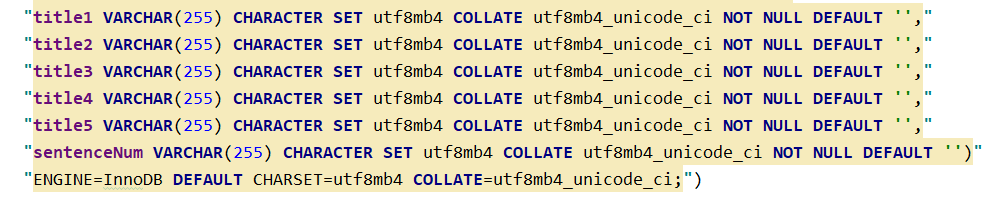 "title1 VARCHAR(255) CHARACTER SET utf8mb4 COLLATE utf8mb4_unicode_ci NOT NULL DEFAULT '',"
"title2 VARCHAR(255) CHARACTER SET utf8mb4 COLLATE utf8mb4_unicode_ci NOT NULL DEFAULT '',"
"title3 VARCHAR(255) CHARACTER SET utf8mb4 COLLATE utf8mb4_unicode_ci NOT NULL DEFAULT '',"
"title4 VARCHAR(255) CHARACTER SET utf8mb4 COLLATE utf8mb4_unicode_ci NOT NULL DEFAULT '',"
"title5 VARCHAR(255) CHARACTER SET utf8mb4 COLLATE utf8mb4_unicode_ci NOT NULL DEFAULT '',"
"sentenceNum VARCHAR(255) CHARACTER SET utf8mb4 COLLATE utf8mb4_unicode_ci NOT NULL DEFAULT '')"
"ENGINE=InnoDB DEFAULT CHARSET=utf8mb4 COLLATE=utf8mb4_unicode_ci;")